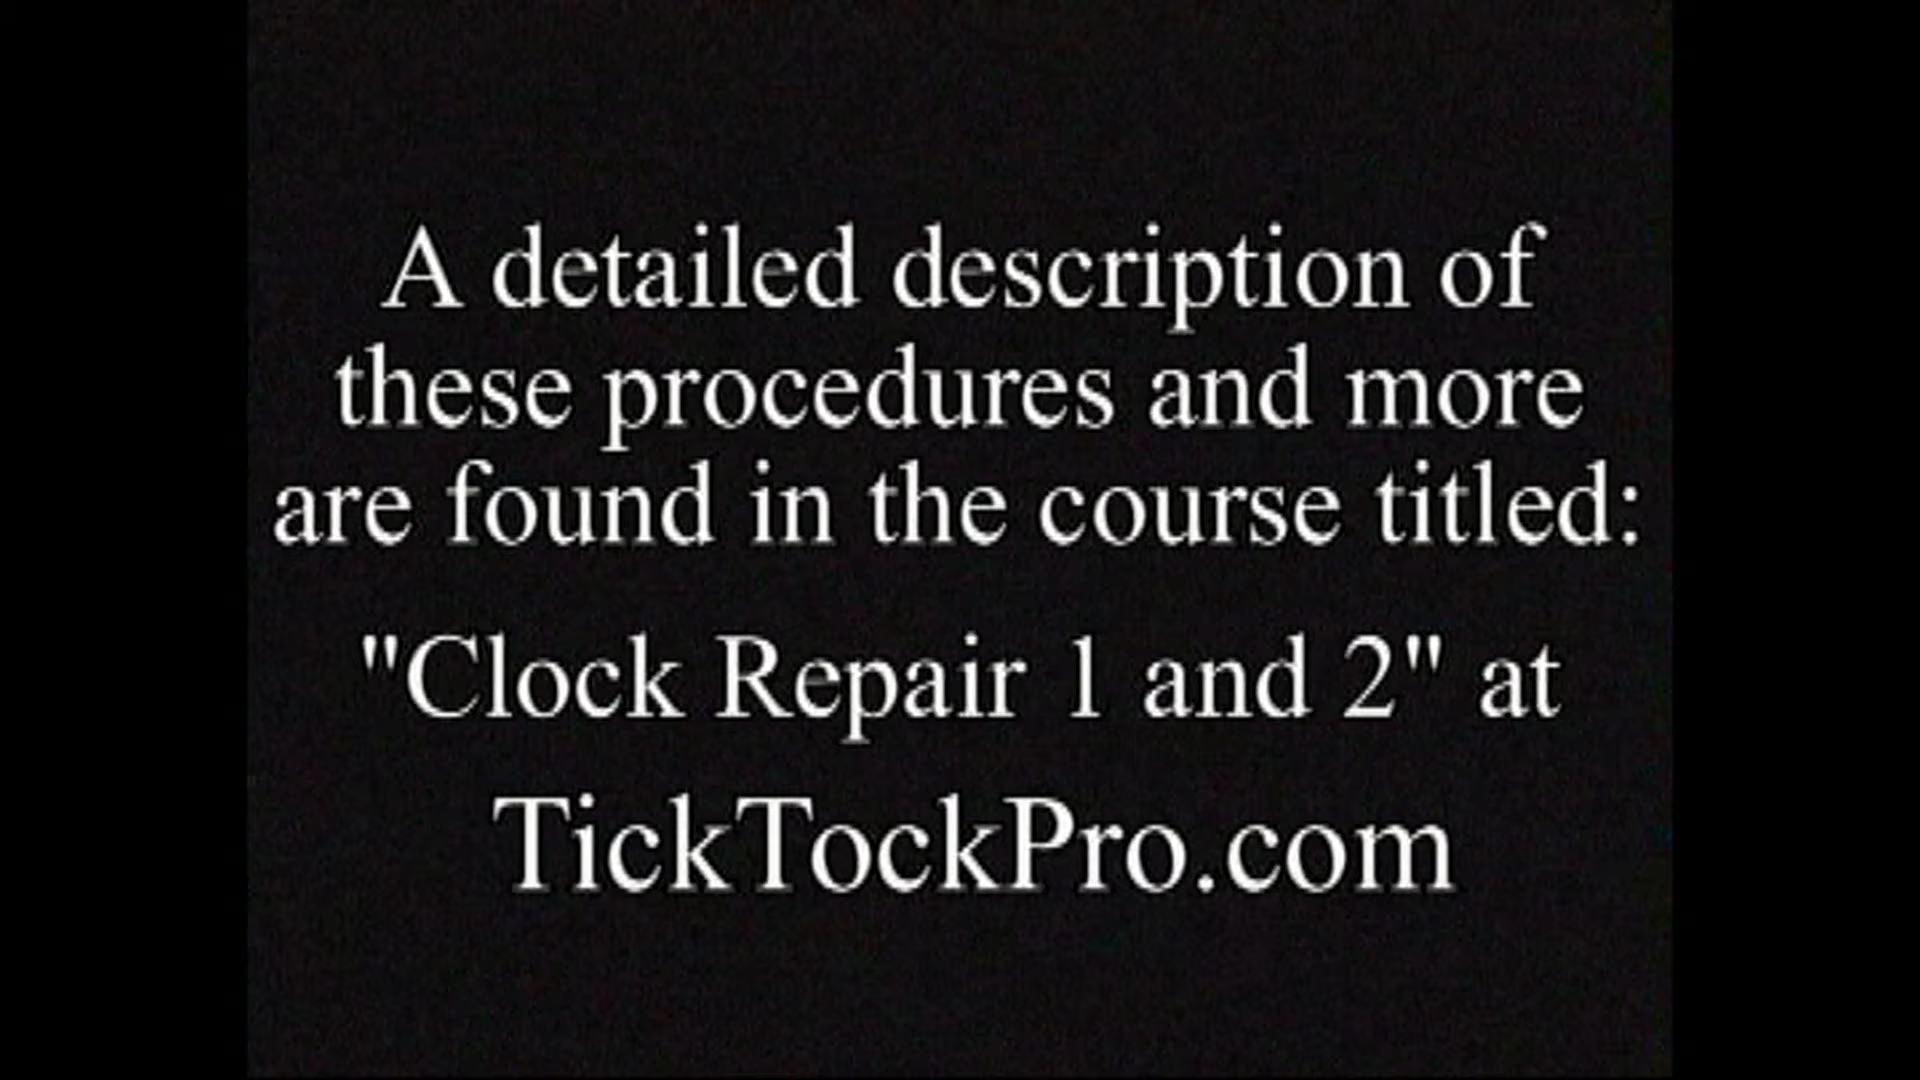 A detailed description of
these procedures and more
are found in the course titled:
"Clock Repair 1 and 2" at
TickTockPro.com